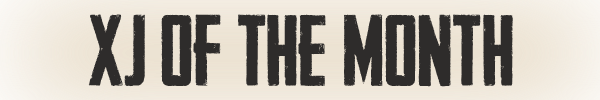 XJ OF THE MONTH